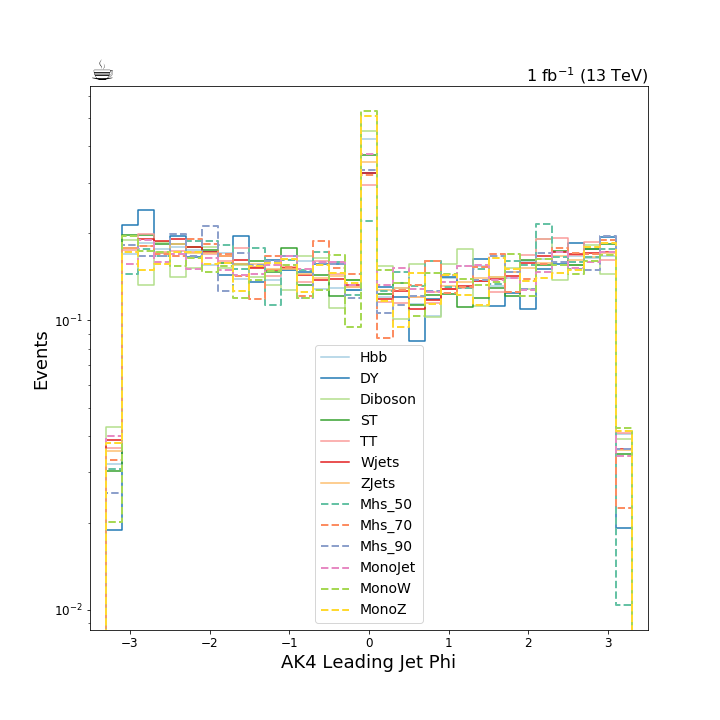 1 fb⁻¹ (13 TeV)
Events
10⁻¹
10⁻²
Hbb
DY
Diboson
ST
TT
Wjets
ZJets
Mhs_50
Mhs_70
Mhs_90
MonoJet
MonoW
MonoZ
−3 −2 −1 0 1 2 3
AK4 Leading Jet Phi